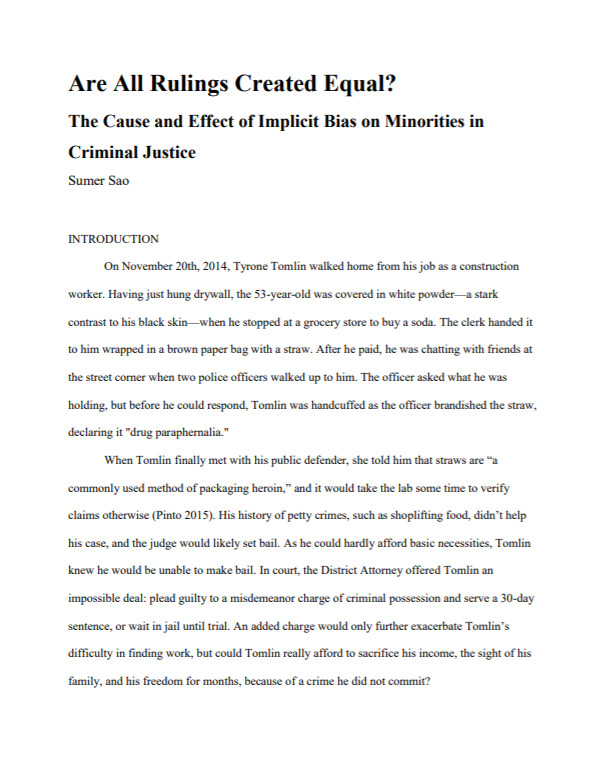 Are All Rulings Created Equal?
The Cause and Effect of Implicit Bias on Minorities in
Criminal Justice
Sumer Sao
INTRODUCTION
On November 20th, 2014, Tyrone Tomlin walked home from his job as a construction
worker. Having just hung drywall, the 53-year-old was covered in white powder—a stark
contrast to his black skin—when he stopped at a grocery store to buy a soda. The clerk handed it
to him wrapped in a brown paper bag with a straw. After he paid, he was chatting with friends at
the street corner when two police officers walked up to him. The officer asked what he was
holding, but before he could respond, Tomlin was handcuffed as the officer brandished the straw,
declaring it "drug paraphernalia."
When Tomlin finally met with his public defender, she told him that straws are “a
commonly used method of packaging heroin,” and it would take the lab some time to verify
claims otherwise (Pinto 2015). His history of petty crimes, such as shoplifting food, didn’t help
his case, and the judge would likely set bail. As he could hardly afford basic necessities, Tomlin
knew he would be unable to make bail. In court, the District Attorney offered Tomlin an
impossible deal: plead guilty to a misdemeanor charge of criminal possession and serve a 30-day
sentence, or wait in jail until trial. An added charge would only further exacerbate Tomlin’s
difficulty in finding work, but could Tomlin really afford to sacrifice his income, the sight of his
family, and his freedom for months, because of a crime he did not commit?